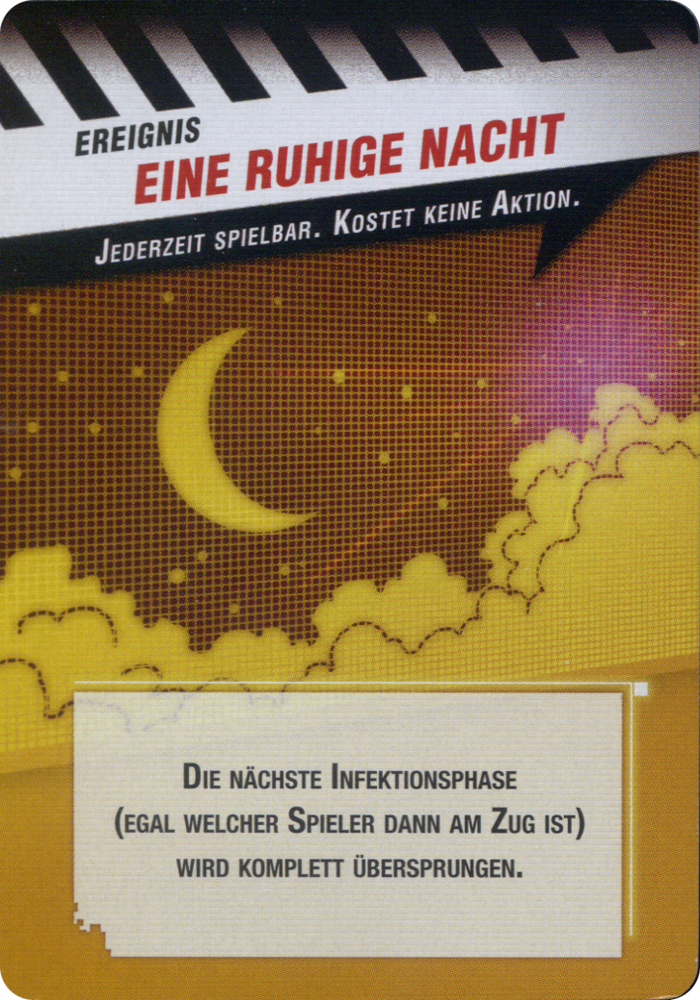 EREIGNIS
EINE RUHIGE NACHT
JEDERZEIT SPIELBAR. KOSTET KEINE AKTION.
DIE NÄCHSTE INFEKTIONSPHASE
(EGAL WELCHER SPIELER DANN AM ZUG IST)
WIRD KOMPLETT ÜBERSPRUNGEN.